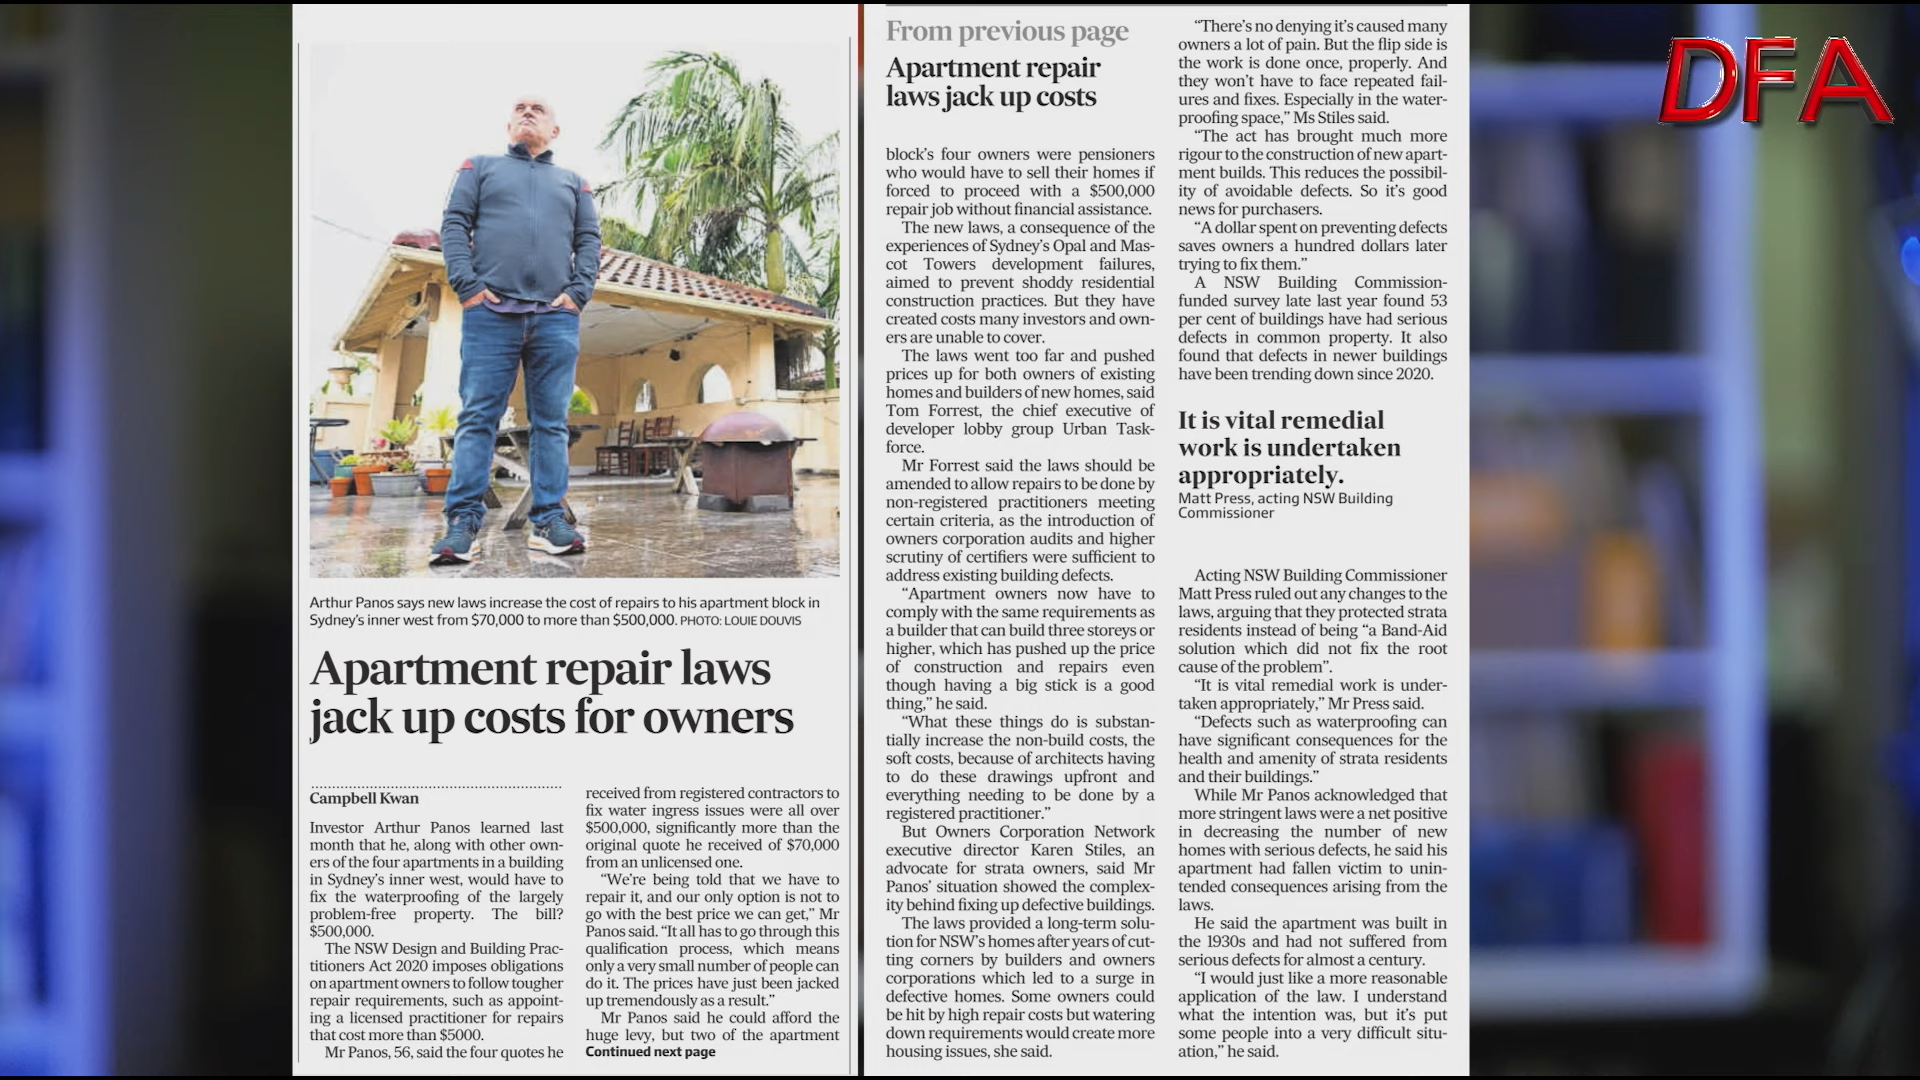 Arthur Panos says new laws increase the cost of repairs to his apartment block in
Sydney's inner west from $70,000 to more than $500,000. PHOTO: LOUIE DOUVIS
Apartment repair laws
jack up costs for owners
Campbell Kwan
Investor Arthur Panos learned last
month that he, along with other own-
ers of the four apartments in a building
in Sydney's inner west, would have to
fix the waterproofing of the largely
problem-free property. The bill?
$500,000.
The NSW Design and Building Prac-
titioners Act 2020 imposes obligations
on apartment owners to follow tougher
repair requirements, such as appoint-
ing a licensed practitioner for repairs
that cost more than $5000.
Mr Panos, 56, said the four quotes he
received from registered contractors to
fix water ingress issues were all over
$500,000, significantly more than the
original quote he received of $70,000
from an unlicensed one.
“We're being told that we have to
repair it, and our only option is not to
go with the best price we can get,” Mr
Panos said. “It all has to go through this
qualification process, which means
only a very small number of people can
do it. The prices have just been jacked
up tremendously as a result.”
Mr Panos said he could afford the
huge levy, but two of the apartment
Continued next page
From previous page
Apartment repair
laws jack up costs
block's four owners were pensioners
who would have to sell their homes if
forced to proceed with a $500,000
repair job without financial assistance.
The new laws, a consequence of the
experiences of Sydney's Opal and Mas-
cot Towers development failures,
aimed to prevent shoddy residential
construction practices. But they have
created costs many investors and own-
ers are unable to cover.
The laws went too far and pushed
prices up for both owners of existing
homes and builders of new homes, said
Tom Forrest, the chief executive of
developer lobby group Urban Task-
force.
Mr Forrest said the laws should be
amended to allow repairs to be done by
non-registered practitioners meeting
certain criteria, as the introduction of
owners corporation audits and higher
scrutiny of certifiers were sufficient to
address existing building defects.
“Apartment owners now have to
comply with the same requirements as
a builder that can build three storeys or
higher, which has pushed up the price
of construction and repairs even
though having a big stick is a good
thing,” he said.
“What these things do is substan-
tially increase the non-build costs, the
soft costs, because of architects having
to do these drawings upfront and
everything needing to be done by a
registered practitioner.”
But Owners Corporation Network
executive director Karen Stiles, an
advocate for strata owners, said Mr
Panos' situation showed the complex-
ity behind fixing up defective buildings.
The laws provided a long-term solu-
tion for NSW's homes after years of cut-
ting corners by builders and owners
corporations which led to a surge in
defective homes. Some owners could
be hit by high repair costs but watering
down requirements would create more
housing issues, she said.
“There's no denying it's caused many
owners a lot of pain. But the flip side is
the work is done once, properly. And
they won't have to face repeated fail-
ures and fixes. Especially in the water-
proofing space,” Ms Stiles said.
“The act has brought much more
rigour to the construction of new apart-
ment builds. This reduces the possibil-
ity of avoidable defects. So it's good
news for purchasers.
“A dollar spent on preventing defects
saves owners a hundred dollars later
trying to fix them.”
A NSW Building Commission-
funded survey late last year found 53
per cent of buildings have had serious
defects in common property. It also
found that defects in newer buildings
have been trending down since 2020.
It is vital remedial
work is undertaken
appropriately.
Matt Press, acting NSW Building
Commissioner
Acting NSW Building Commissioner
Matt Press ruled out any changes to the
laws, arguing that they protected strata
residents instead of being “a Band-Aid
solution which did not fix the root
cause of the problem”.
“It is vital remedial work is under-
taken appropriately,” Mr Press said.
“Defects such as waterproofing can
have significant consequences for the
health and amenity of strata residents
and their buildings.”
While Mr Panos acknowledged that
more stringent laws were a net positive
in decreasing the number of new
homes with serious defects, he said his
apartment had fallen victim to unin-
tended consequences arising from the
laws.
He said the apartment was built in
the 1930s and had not suffered from
serious defects for almost a century.
“I would just like a more reasonable
application of the law. I understand
what the intention was, but it's put
some people into a very difficult situ-
ation,” he said.
DFA